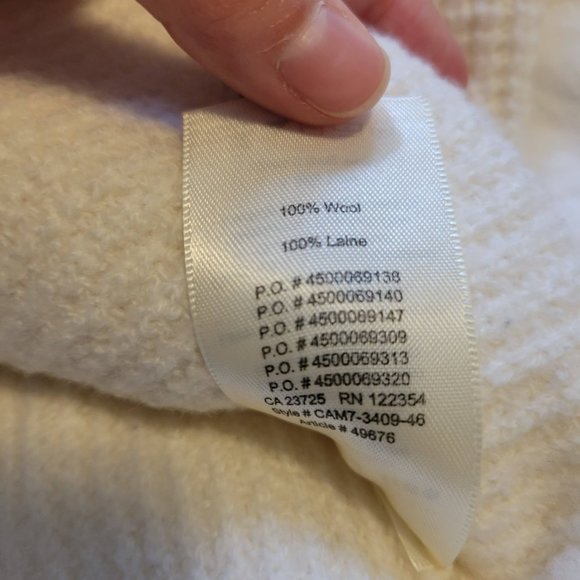 100% Wool
100% Laine
P.O. # 4500069138
P.O. # 4500069140
P.O. # 4500069147
P.O. # 4500069309
P.O. # 4500069313
P.O. # 4500069320
CA 23725 RN 122354
Style # CAM7-3409-46
Article # 49676